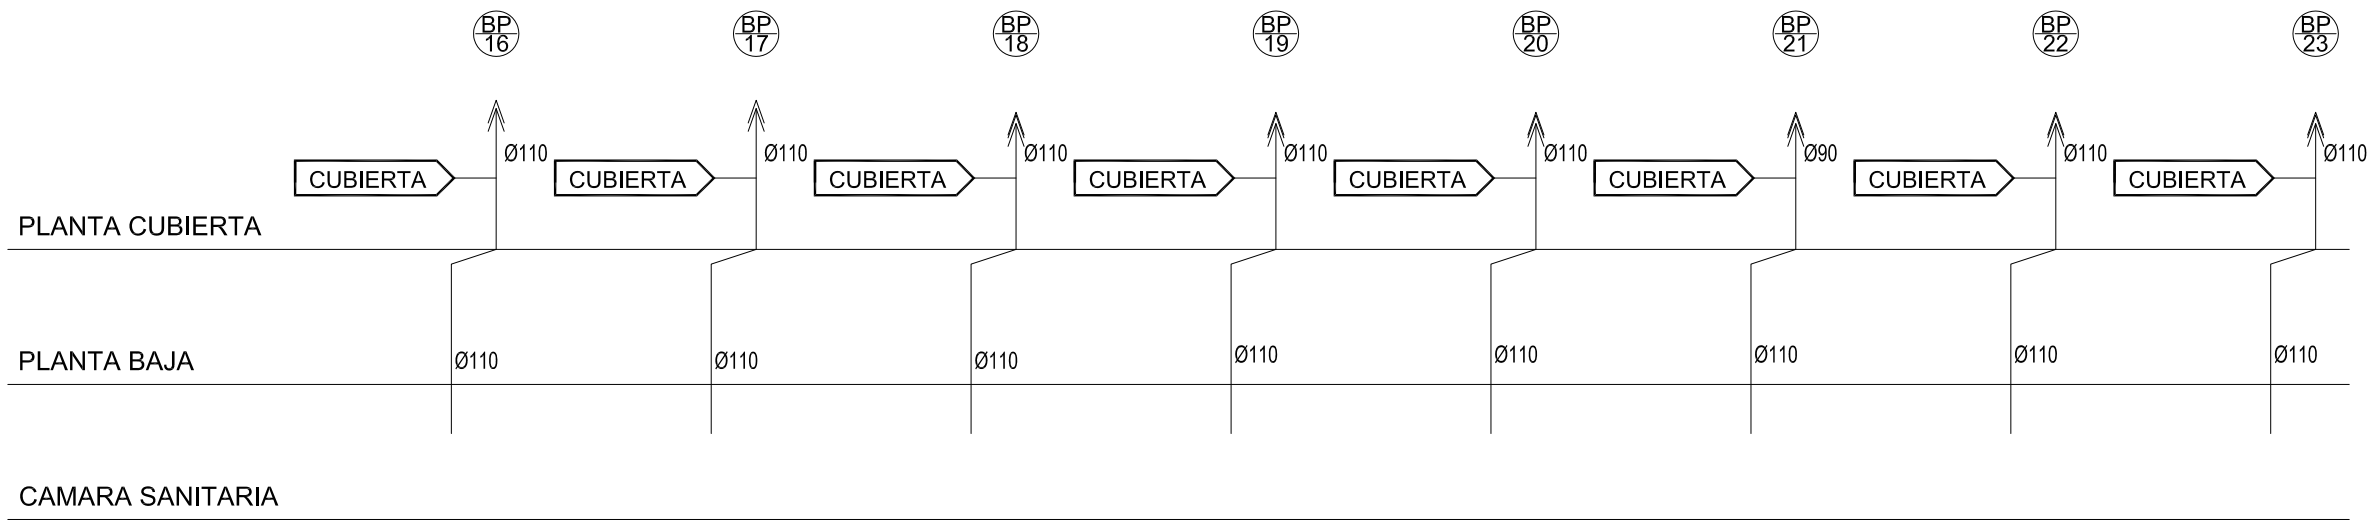 BP BP BP BP BP BP BP BP
16 17 18 19 20 21 22 23
Ø110 Ø110 Ø110 Ø110 Ø110 Ø90 Ø110 Ø110
CUBIERTA CUBIERTA CUBIERTA CUBIERTA CUBIERTA CUBIERTA CUBIERTA CUBIERTA
PLANTA CUBIERTA
PLANTA BAJA Ø110 Ø110 Ø110 Ø110 Ø110 Ø110 Ø110 Ø110
CAMARA SANITARIA